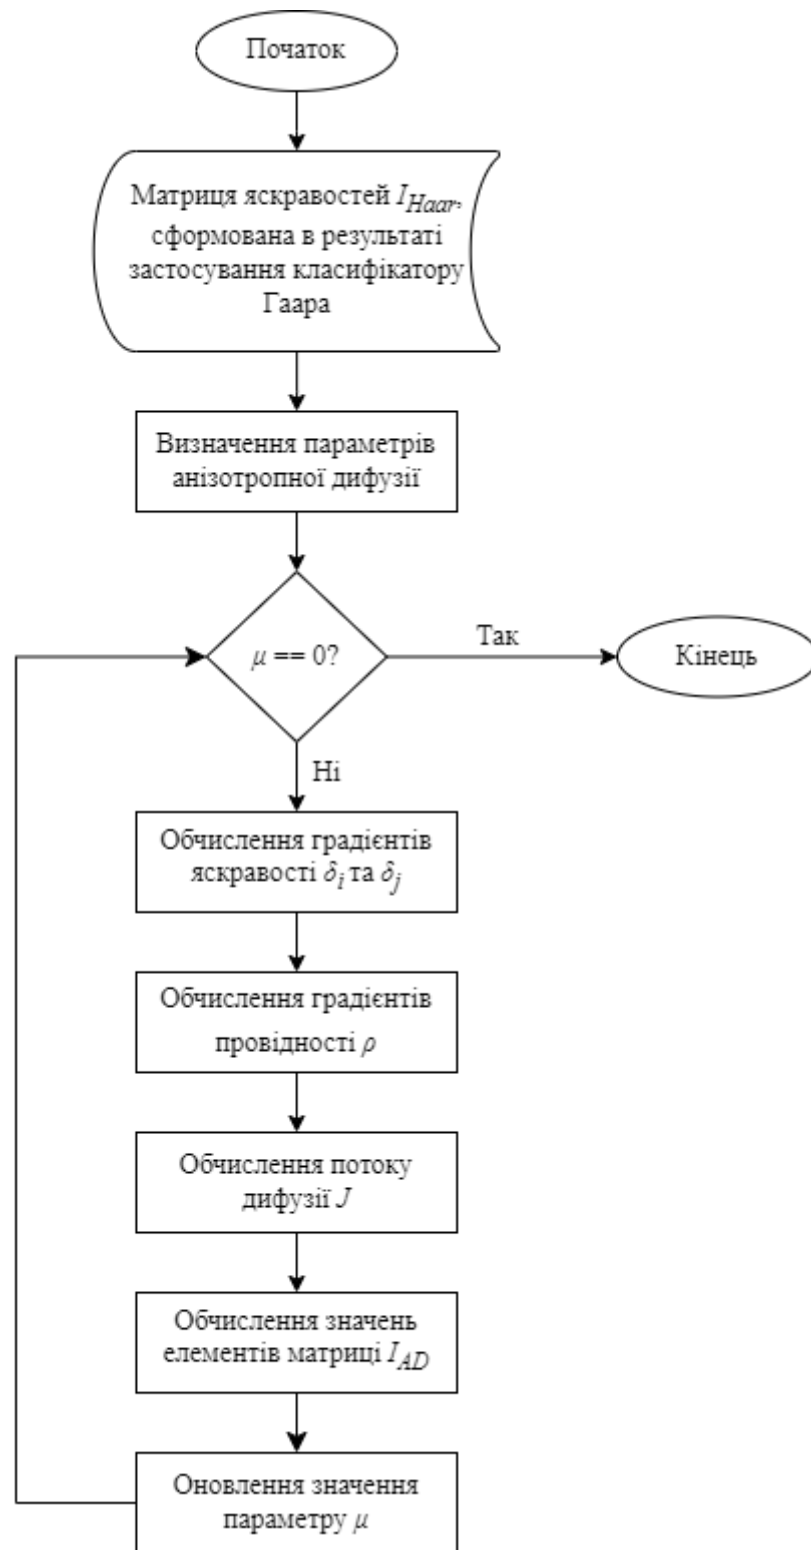 Початок
Матриця яскравостей I_Haar,
сформована в результаті
застосування класифікатору
Гаара
Визначення параметрів
анізотропної дифузії
μ == 0?
Так
Кінець
Ні
Обчислення градієнтів
яскравості δ_i та δ_j
Обчислення градієнтів
провідності ρ
Обчислення потоку
дифузії J
Обчислення значень
елементів матриці I_AD
Оновлення значення
параметру μ